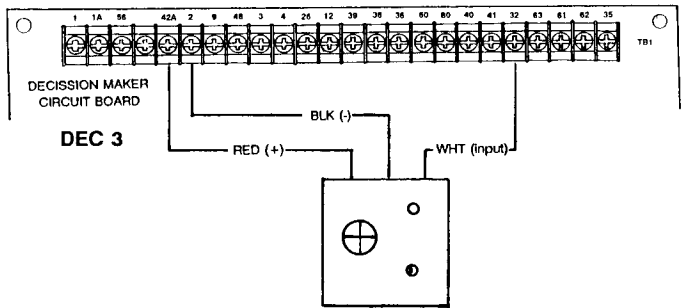 1 1A 56 42A 2 9 48 3 4 26 12 39 38 36 60 80 40 41 32 63 61 62 35
TB1
DECISSION MAKER
CIRCUIT BOARD
DEC 3
BLK (-)
RED (+)
WHT (input)